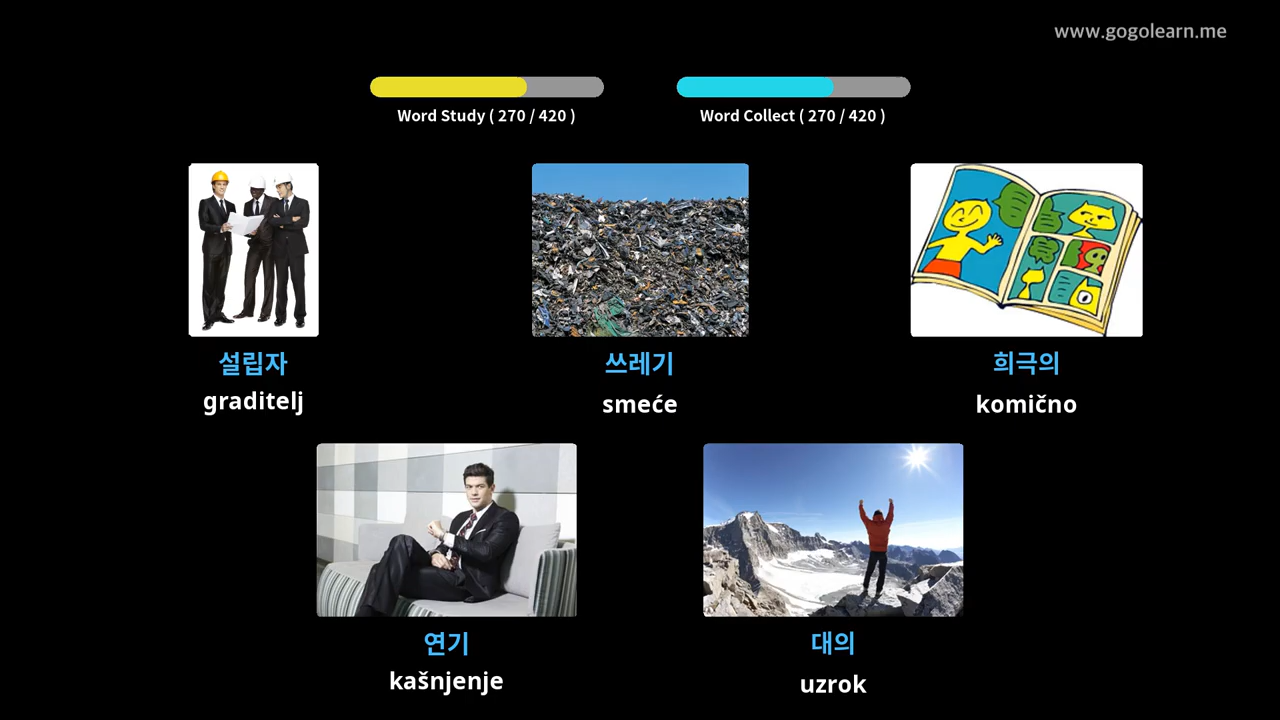 www.gogolearn.me
Word Study ( 270 / 420 )
Word Collect ( 270 / 420 )
설립자
쓰레기
희극의
graditelj
smeće
komično
연기
대의
kašnjenje
uzrok